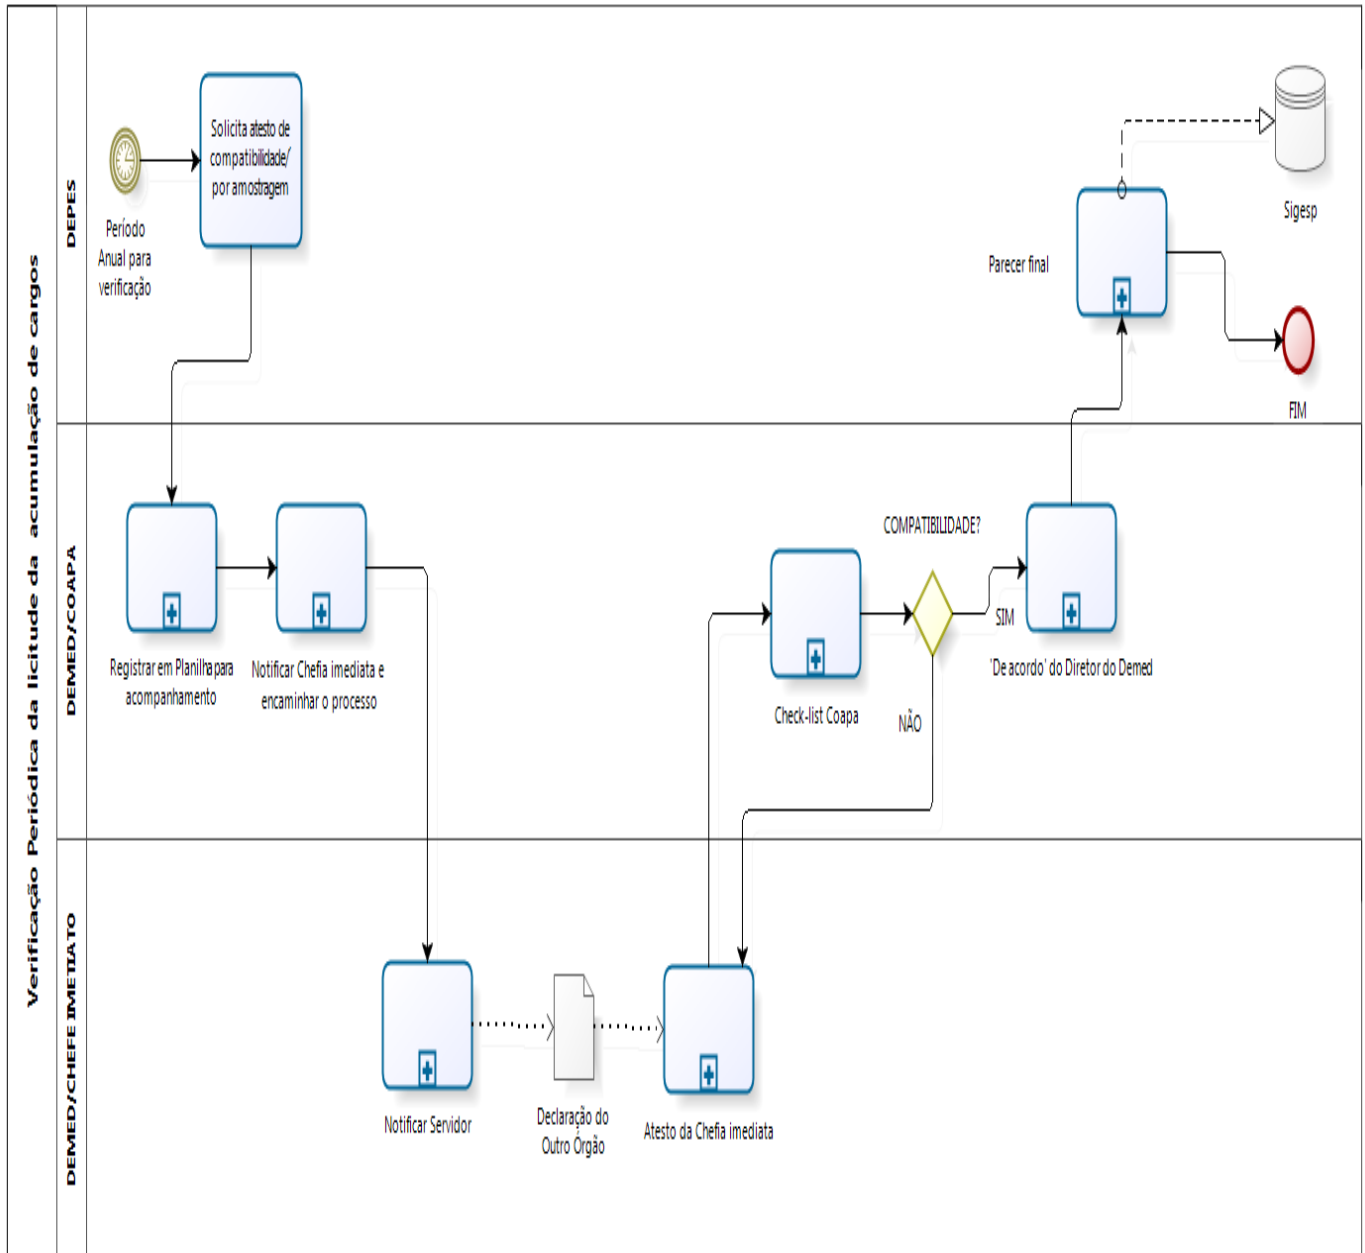 Verificação Periódica da licitude da acumulação de cargos
DEPES
Solicita atesto de
compatibilidade/
por amostragem
Período
Anual para
verificação
Parecer final
Sigesp
FIM
DEMED/COAPA
Registrar em Planilha para
acompanhamento
Notificar Chefia imediata e
encaminhar o processo
Check-list Coapa
COMPATIBILIDADE?
SIM
NÃO
'De acordo' do Diretor do Demed
DEMED/CHEFE IMETIATO
Notificar Servidor
Declaração do
Outro Órgão
Atesto da Chefia imediata